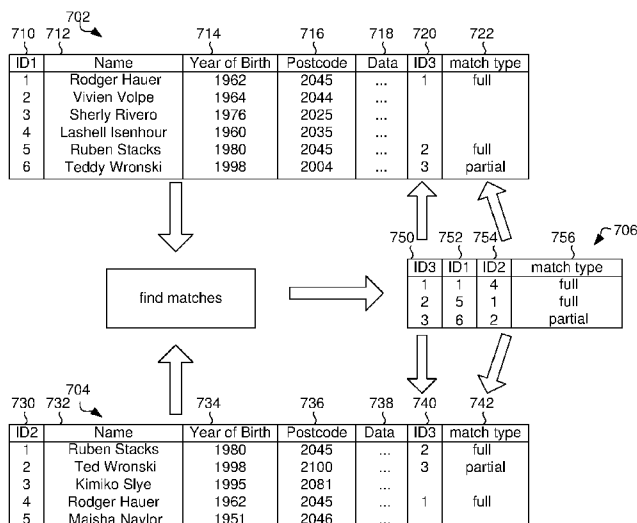 702
710 712 714 716 718 720 722
ID1 Name Year of Birth Postcode Data ID3 match type
1 Rodger Hauer 1962 2045 ... 1 full
2 Vivien Volpe 1964 2044 ...
3 Sherly Rivero 1976 2025 ...
4 Lashell Isenhour 1960 2035 ...
5 Ruben Stacks 1980 2045 ... 2 full
6 Teddy Wronski 1998 2004 ... 3 partial
706
750 752 754 756
ID3 ID1 ID2 match type
1 1 4 full
2 5 1 full
3 6 2 partial
find matches
704
730 732 734 736 738 740 742
ID2 Name Year of Birth Postcode Data ID3 match type
1 Ruben Stacks 1980 2045 ... 2 full
2 Ted Wronski 1998 2100 ... 3 partial
3 Kimiko Slye 1995 2081 ...
4 Rodger Hauer 1962 2045 ... 1 full
5 Maisha Naylor 1951 2046 ...